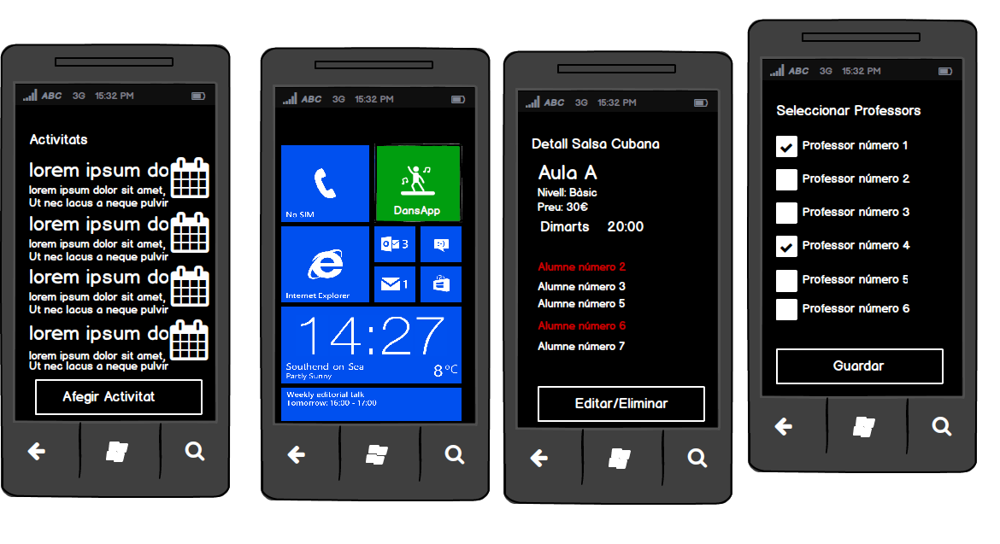 ABC 3G 15:32 PM
Activitats
lorem ipsum do
lorem ipsum dolor sit amet,
Ut nec lacus a neque pulvir
lorem ipsum do
lorem ipsum dolor sit amet,
Ut nec lacus a neque pulvir
lorem ipsum do
lorem ipsum dolor sit amet,
Ut nec lacus a neque pulvir
lorem ipsum do
lorem ipsum dolor sit amet,
Ut nec lacus a neque pulvir
Afegir Activitat
ABC 3G 15:32 PM
No SIM
DansApp
3
Internet Explorer
1
14:27
Southend on Sea
Partly Sunny
8°C
Weekly editorial talk
Tomorrow: 16:00 - 17:00
ABC 3G 15:32 PM
Detall Salsa Cubana
Aula A
Nivell: Bàsic
Preu: 30€
Dimarts 20:00
Alumne número 2
Alumne número 3
Alumne número 5
Alumne número 6
Alumne número 7
Editar/Eliminar
ABC 3G 15:32 PM
Seleccionar Professors
Professor número 1
Professor número 2
Professor número 3
Professor número 4
Professor número 5
Professor número 6
Guardar